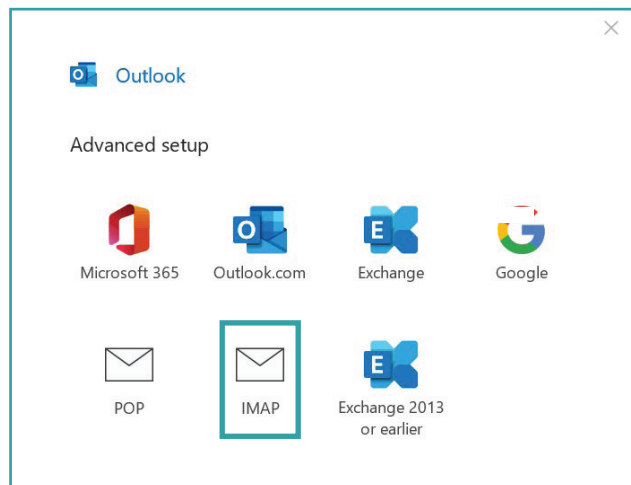 Outlook
Advanced setup
Microsoft 365
Outlook.com
Exchange
Google
POP
IMAP
Exchange 2013
or earlier